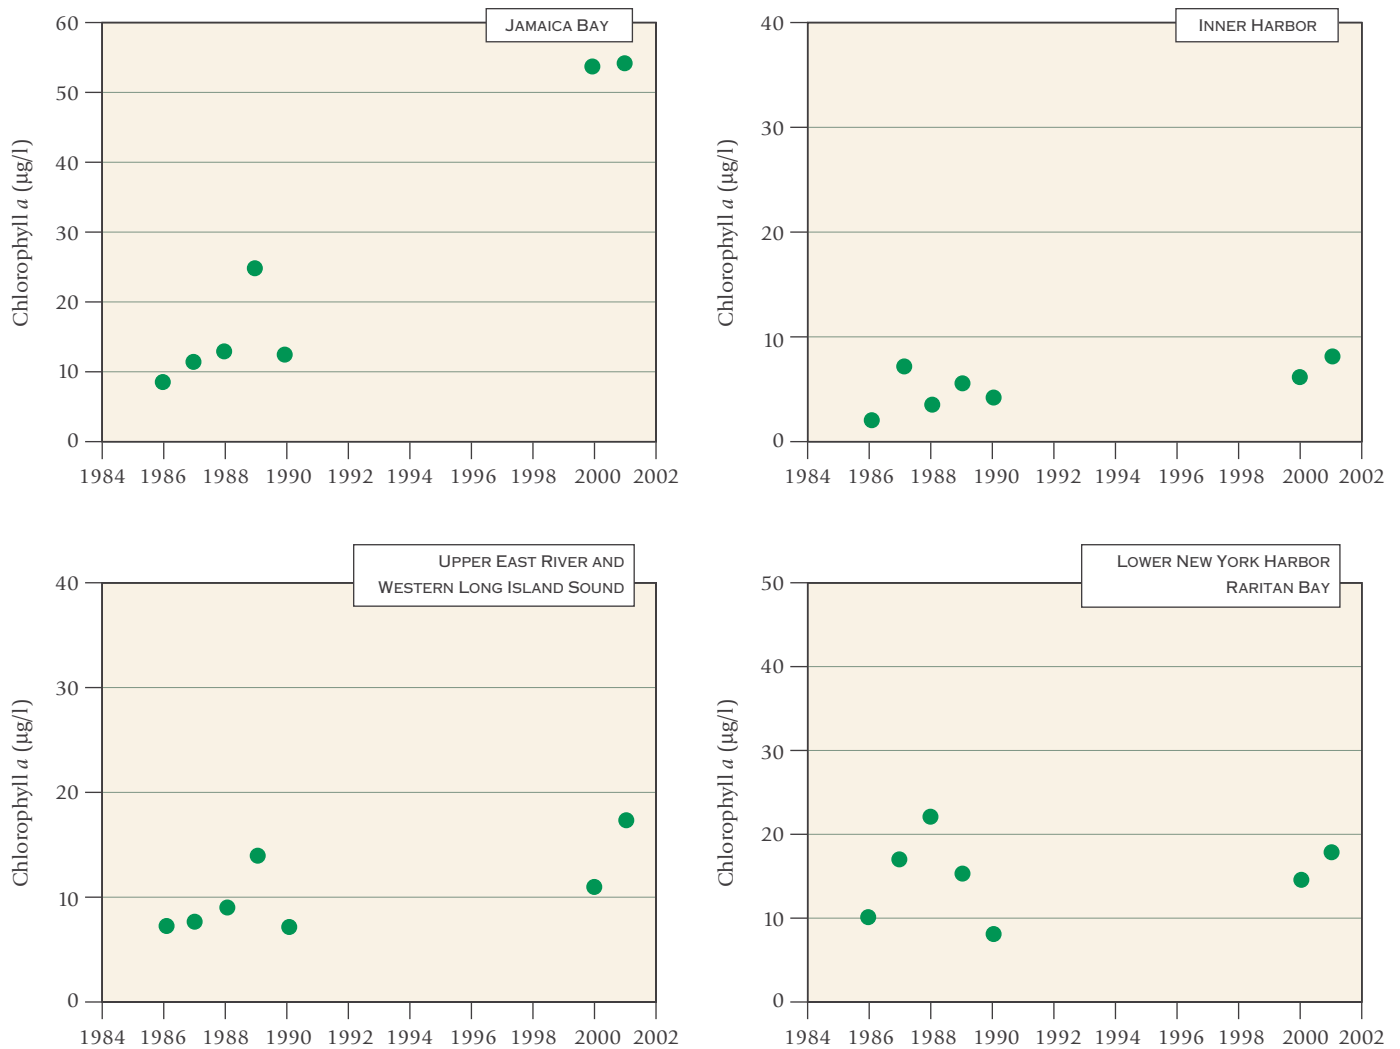 JAMAICA BAY
60
50
40
30
20
10
0
Chlorophyll a (µg/l)
1984 1986 1988 1990 1992 1994 1996 1998 2000 2002
INNER HARBOR
40
30
20
10
0
Chlorophyll a (µg/l)
1984 1986 1988 1990 1992 1994 1996 1998 2000 2002
UPPER EAST RIVER AND
WESTERN LONG ISLAND SOUND
40
30
20
10
0
Chlorophyll a (µg/l)
1984 1986 1988 1990 1992 1994 1996 1998 2000 2002
LOWER NEW YORK HARBOR
RARITAN BAY
50
40
30
20
10
0
Chlorophyll a (µg/l)
1984 1986 1988 1990 1992 1994 1996 1998 2000 2002